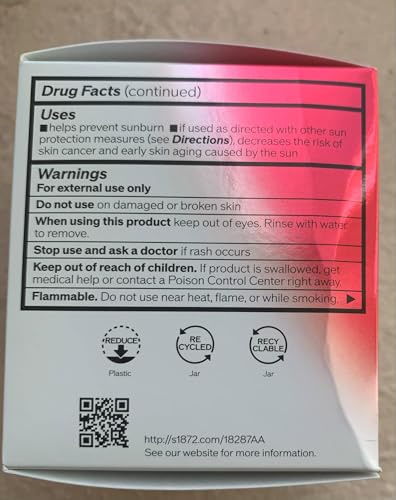 Drug Facts (continued)
Uses
■helps prevent sunburn ■if used as directed with other sun
protection measures (see Directions), decreases the risk of
skin cancer and early skin aging caused by the sun
Warnings
For external use only
Do not use on damaged or broken skin
When using this product keep out of eyes. Rinse with water
to remove.
Stop use and ask a doctor if rash occurs
Keep out of reach of children. If product is swallowed, get
medical help or contact a Poison Control Center right away.
Flammable. Do not use near heat, flame, or while smoking. ▶
REDUCE
Plastic
RE
CYCLED
Jar
RECY
CLABLE
Jar
http://s1872.com/18287AA
See our website for more information.